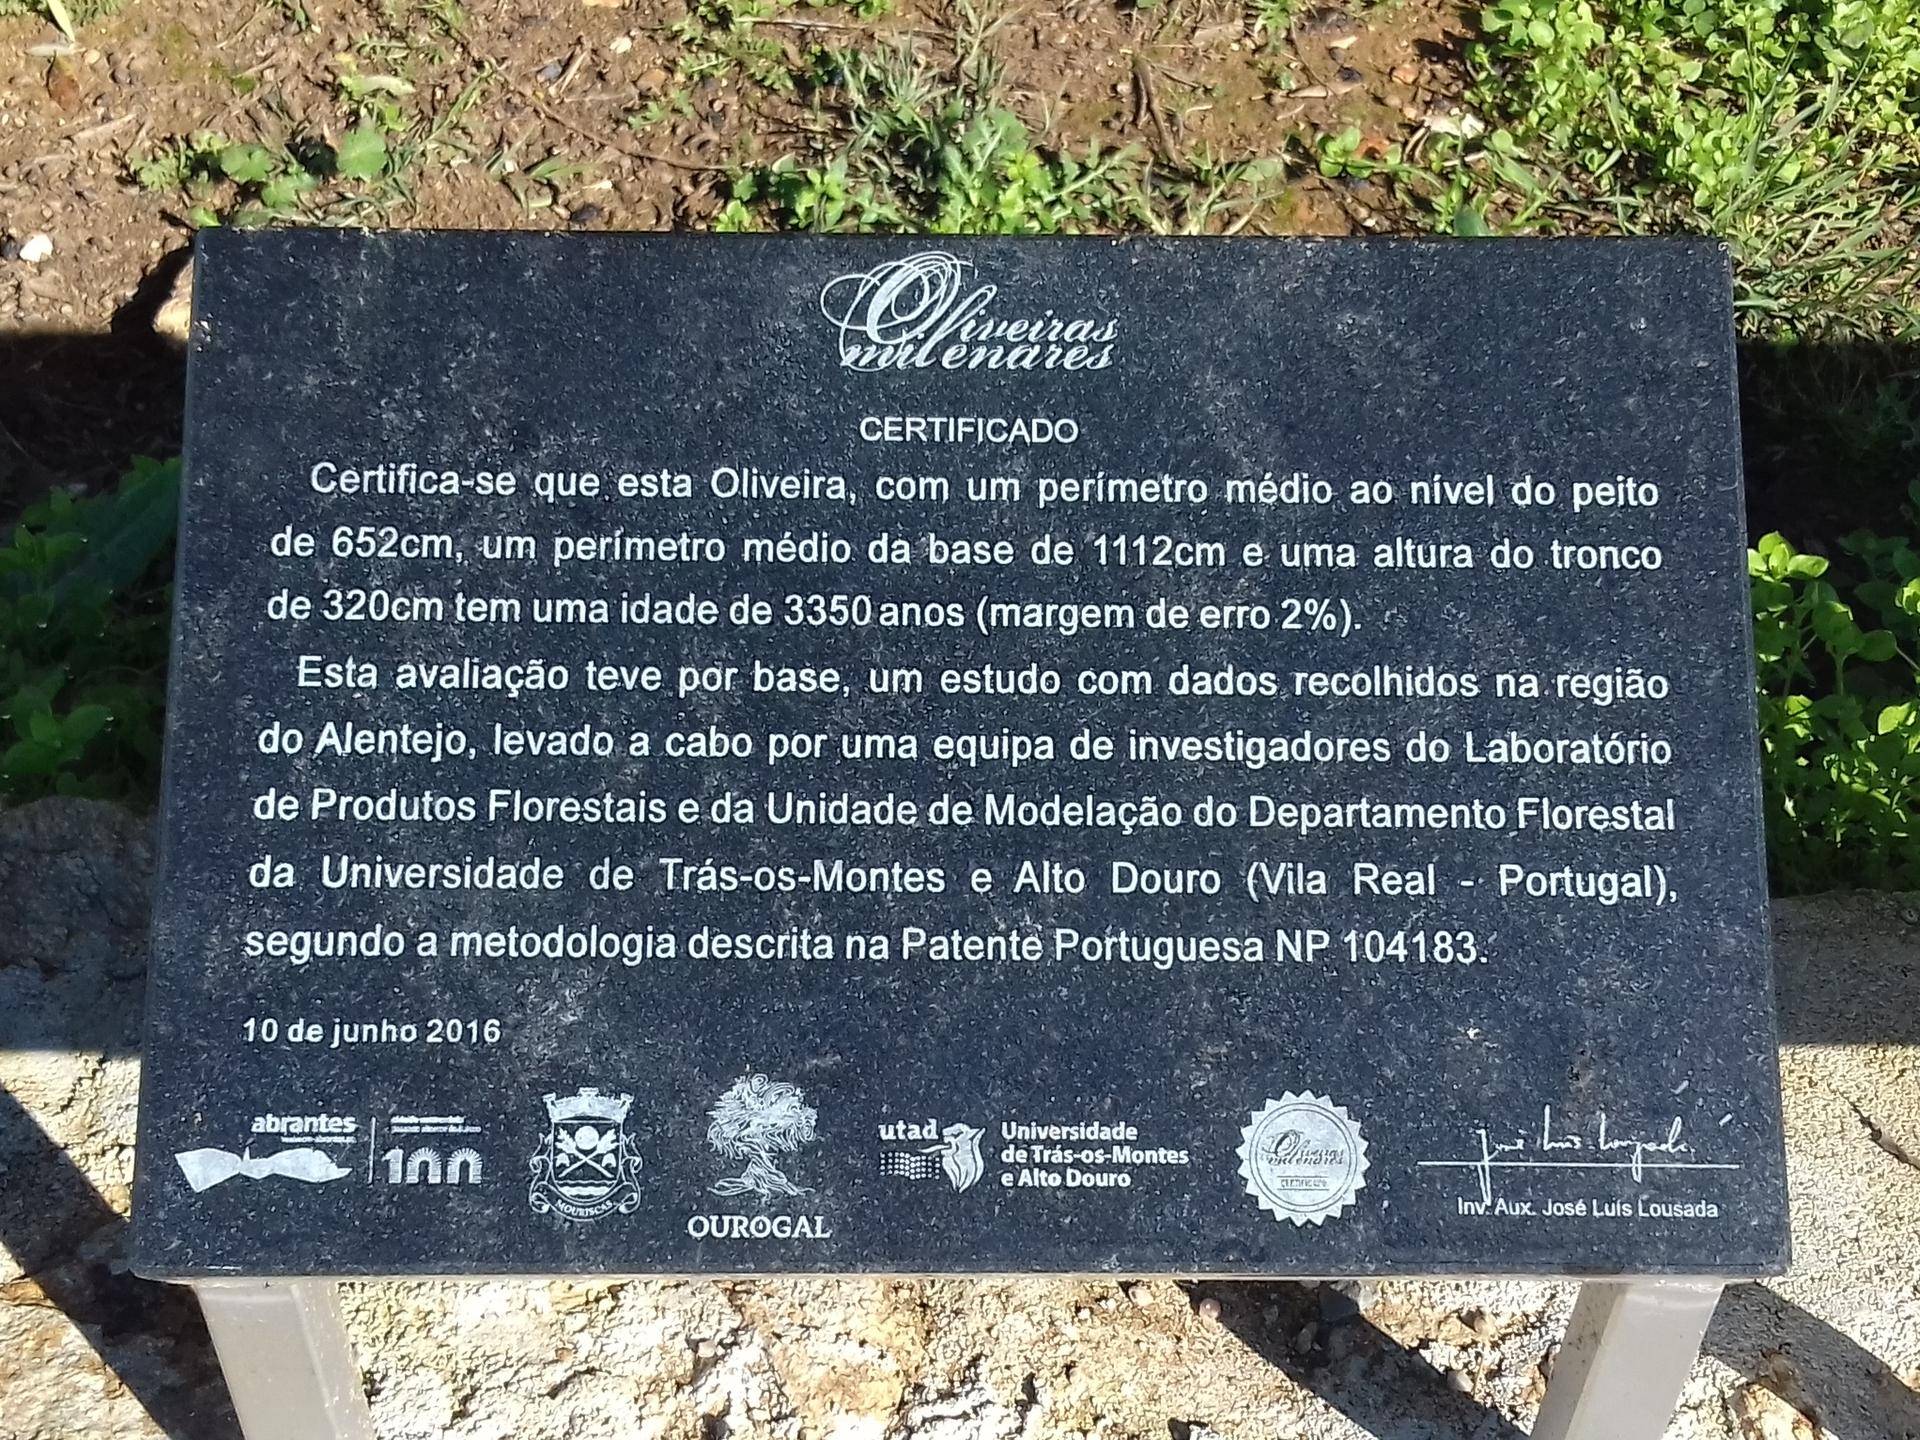 Oliveiras
milenares
CERTIFICADO
Certifica-se que esta Oliveira, com um perímetro médio ao nível do peito
de 652cm, um perímetro médio da base de 1112cm e uma altura do tronco
de 320cm tem uma idade de 3350 anos (margem de erro 2%).
Esta avaliação teve por base, um estudo com dados recolhidos na região
do Alentejo, levado a cabo por uma equipa de investigadores do Laboratório
de Produtos Florestais e da Unidade de Modelação do Departamento Florestal
da Universidade de Trás-os-Montes e Alto Douro (Vila Real - Portugal),
segundo a metodologia descrita na Patente Portuguesa NP 104183.
10 de junho 2016
abrantes
100
MOURISCAS
OUROGAL
utad
Universidade
de Trás-os-Montes
e Alto Douro
Oliveiras
milenares
CERTIFICADO
Inv. Aux. José Luís Lousada